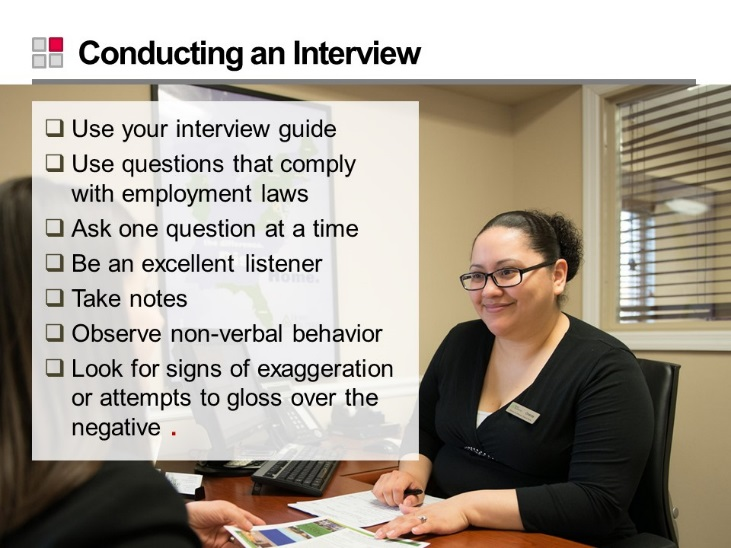 Conducting an Interview
Use your interview guide
Use questions that comply
with employment laws
Ask one question at a time
Be an excellent listener
Take notes
Observe non-verbal behavior
Look for signs of exaggeration
or attempts to gloss over the
negative .